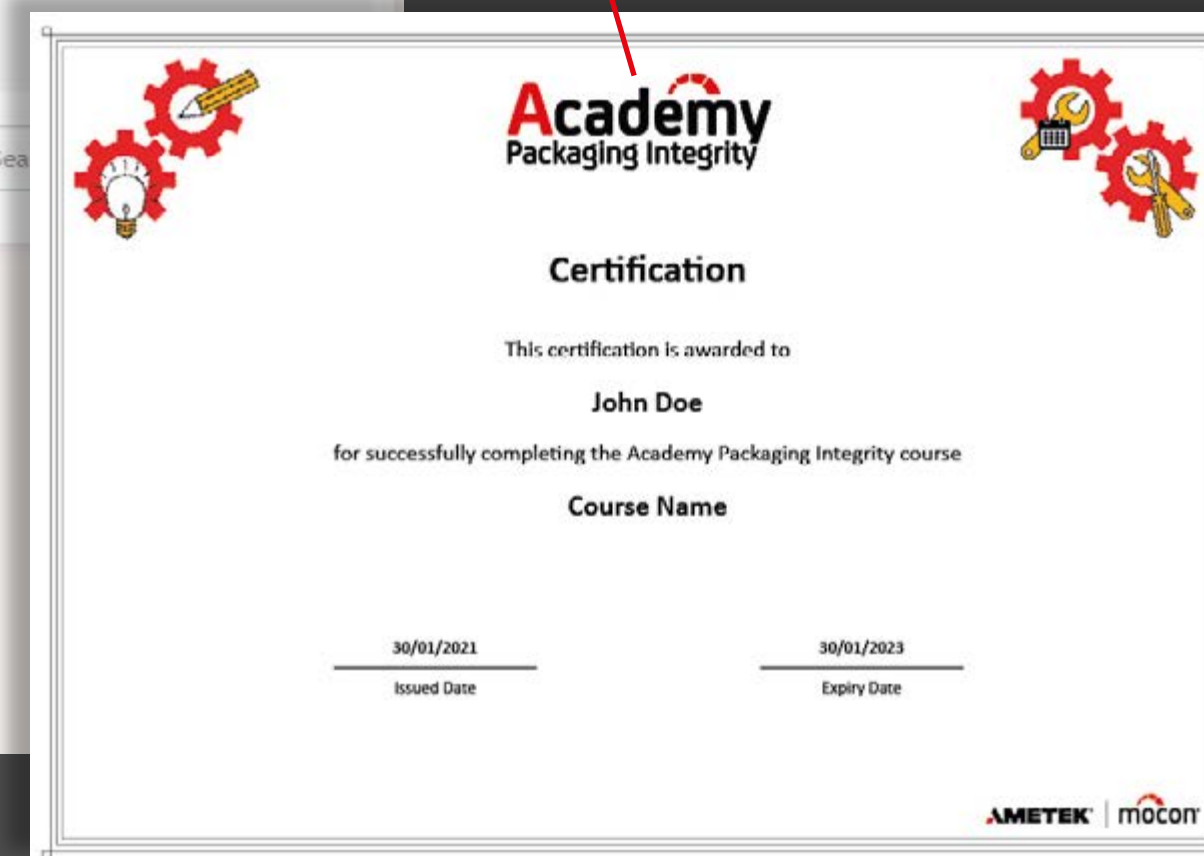 Academy
Packaging Integrity
Certification
This certification is awarded to
John Doe
for successfully completing the Academy Packaging Integrity course
Course Name
30/01/2021
30/01/2023
Issued Date
Expiry Date
AMETEK mocon